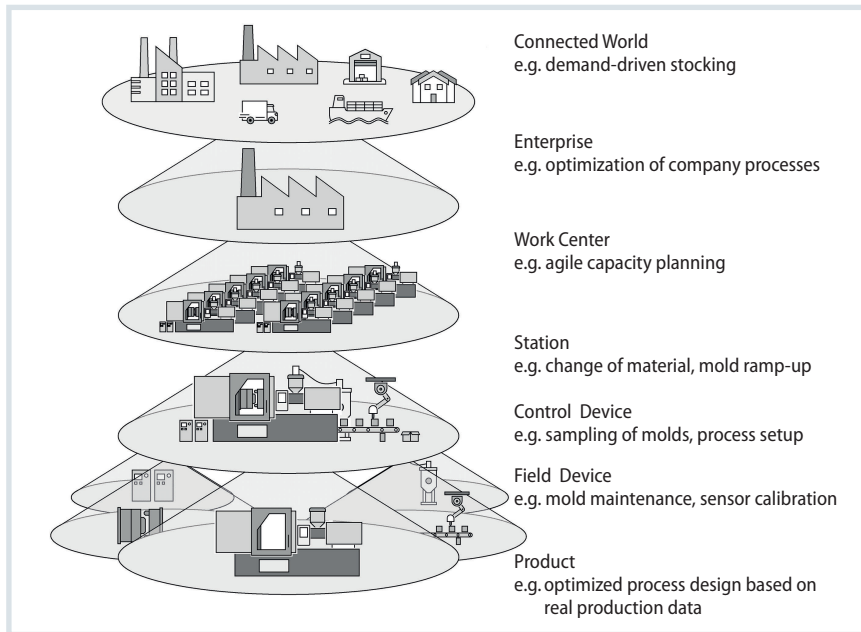 Connected World
e.g. demand-driven stocking
Enterprise
e.g. optimization of company processes
Work Center
e.g. agile capacity planning
Station
e.g. change of material, mold ramp-up
Control Device
e.g. sampling of molds, process setup
Field Device
e.g. mold maintenance, sensor calibration
Product
e.g. optimized process design based on
real production data